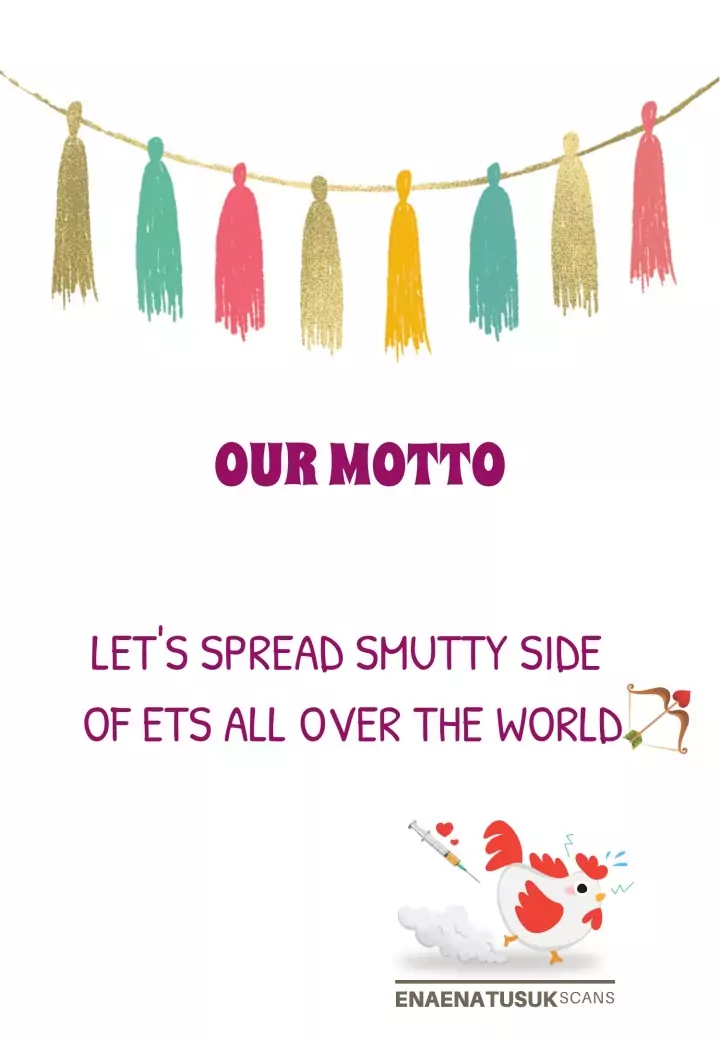 OUR MOTTO
LET'S SPREAD SMUTTY SIDE
OF ETS ALL OVER THE WORLD
ENAENATUSUKSCANS